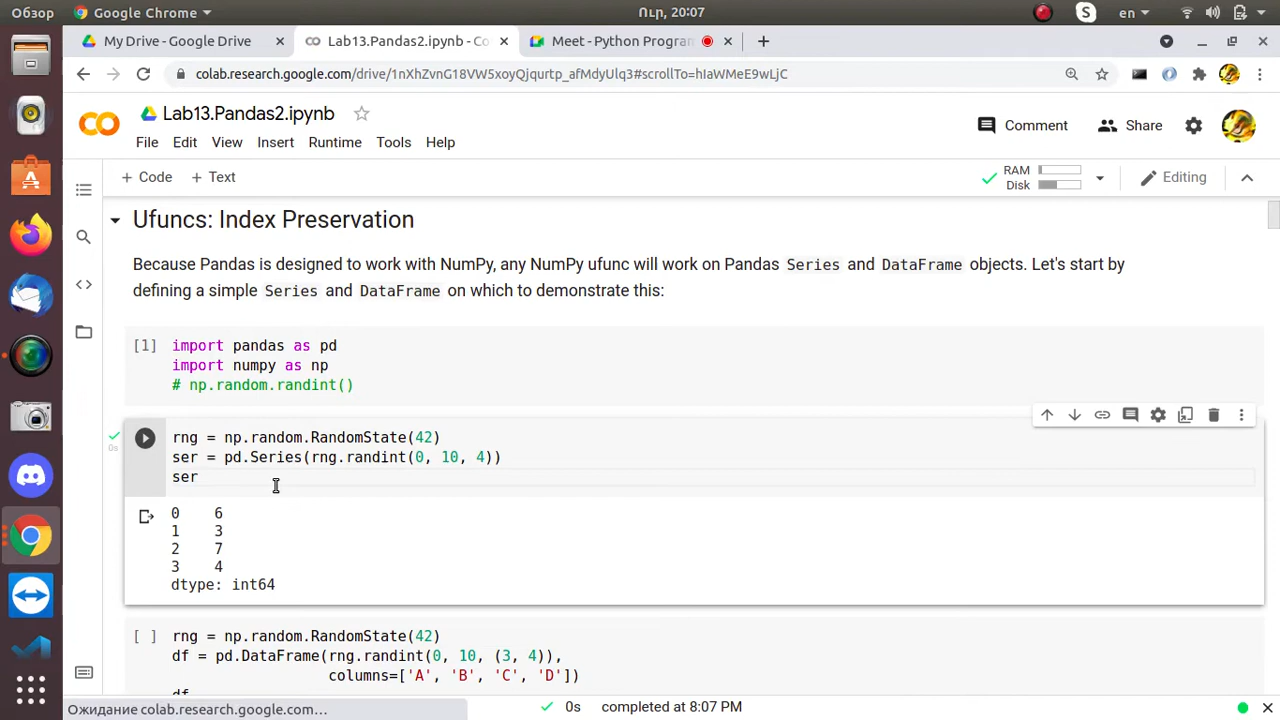 Обзор
Google Chrome
Ուր, 20:07
en
My Drive - Google Drive
Lab13.Pandas2.ipynb - Co
Meet - Python Program
colab.research.google.com/drive/1nXhZvnG18VW5xoyQjqurtp_afMdyUlq3#scrollTo=hIaWMeE9wLjC
Lab13.Pandas2.ipynb
Comment
Share
File Edit View Insert Runtime Tools Help
+ Code + Text
RAM
Disk
Editing
Ufuncs: Index Preservation
Because Pandas is designed to work with NumPy, any NumPy ufunc will work on Pandas Series and DataFrame objects. Let's start by
defining a simple Series and DataFrame on which to demonstrate this:
[1] import pandas as pd
import numpy as np
# np.random.randint()
0s
rng = np.random.RandomState(42)
ser = pd.Series(rng.randint(0, 10, 4))
ser
0 6
1 3
2 7
3 4
dtype: int64
[ ] rng = np.random.RandomState(42)
df = pd.DataFrame(rng.randint(0, 10, (3, 4)),
columns=['A', 'B', 'C', 'D'])
df
Ожидание colab.research.google.com...
0s completed at 8:07 PM